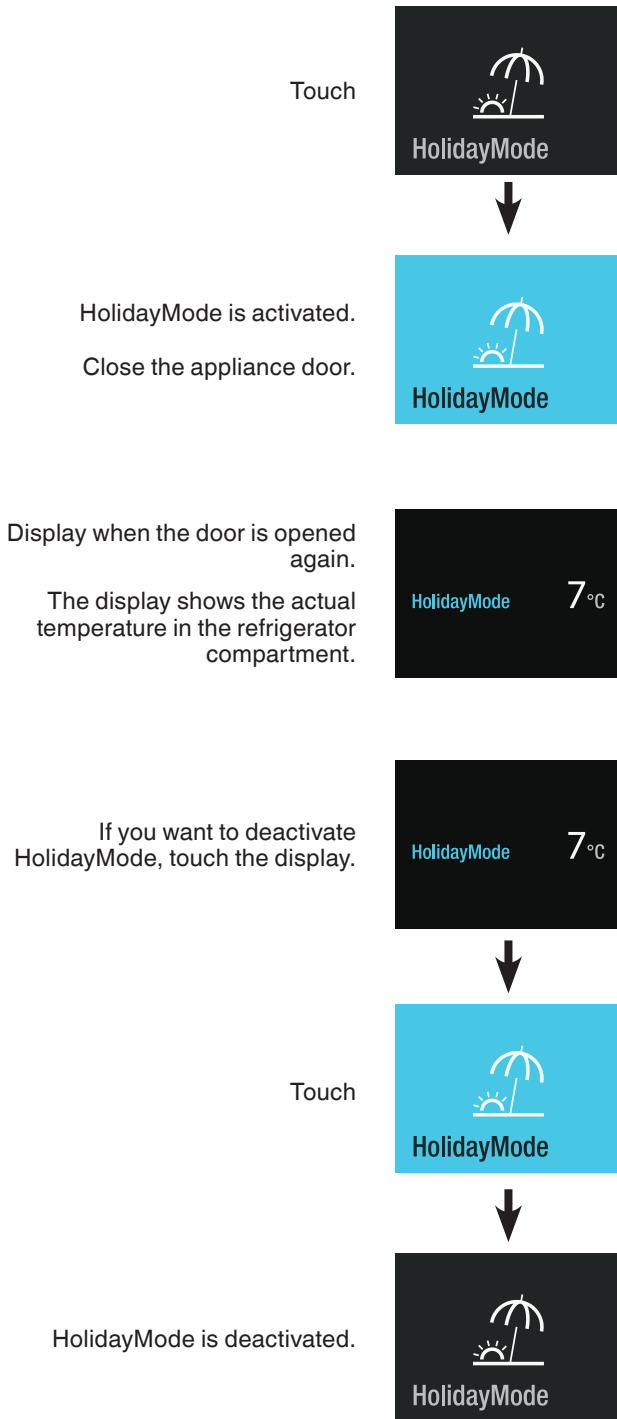 Touch
HolidayMode
HolidayMode is activated.
Close the appliance door.
HolidayMode
Display when the door is opened
again.
The display shows the actual
temperature in the refrigerator
compartment.
HolidayMode 7°C
If you want to deactivate
HolidayMode, touch the display.
HolidayMode 7°C
Touch
HolidayMode
HolidayMode is deactivated.
HolidayMode